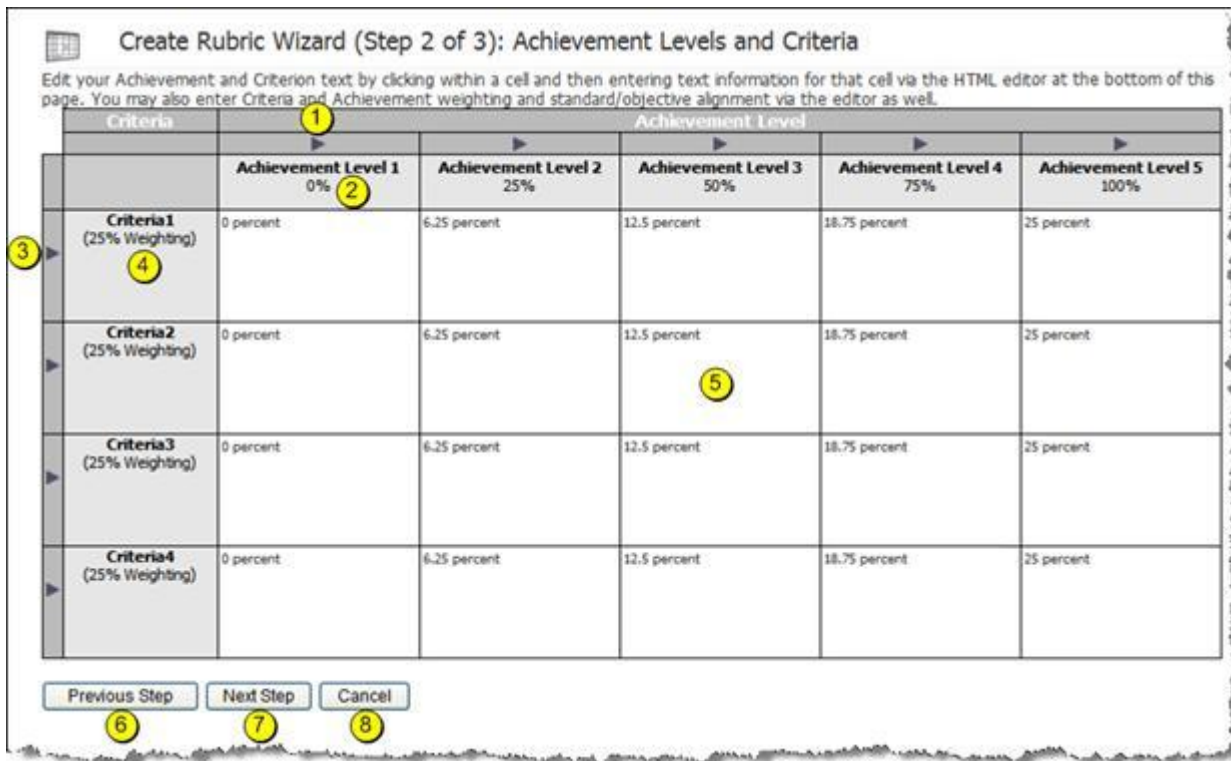 Create Rubric Wizard (Step 2 of 3): Achievement Levels and Criteria
Edit your Achievement and Criterion text by clicking within a cell and then entering text information for that cell via the HTML editor at the bottom of this
page. You may also enter Criteria and Achievement weighting and standard/objective alignment via the editor as well.
Criteria 1 Achievement Level
Achievement Level 1 Achievement Level 2 Achievement Level 3 Achievement Level 4 Achievement Level 5
0% 2 25% 50% 75% 100%
Criteria1 0 percent 6.25 percent 12.5 percent 18.75 percent 25 percent
(25% Weighting)
3
4
Criteria2 0 percent 6.25 percent 12.5 percent 18.75 percent 25 percent
(25% Weighting)
5
Criteria3 0 percent 6.25 percent 12.5 percent 18.75 percent 25 percent
(25% Weighting)
Criteria4 0 percent 6.25 percent 12.5 percent 18.75 percent 25 percent
(25% Weighting)
Previous Step Next Step Cancel
6 7 8